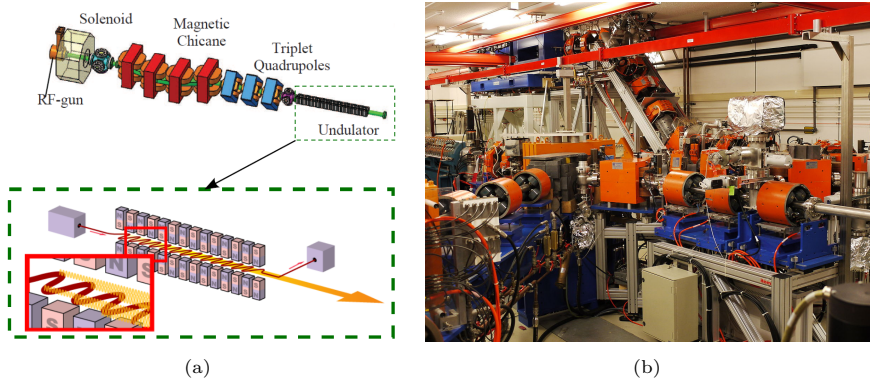 Solenoid
Magnetic
Chicane
Triplet
Quadrupoles
RF-gun
Undulator
S
N
S
S
(a)
(b)